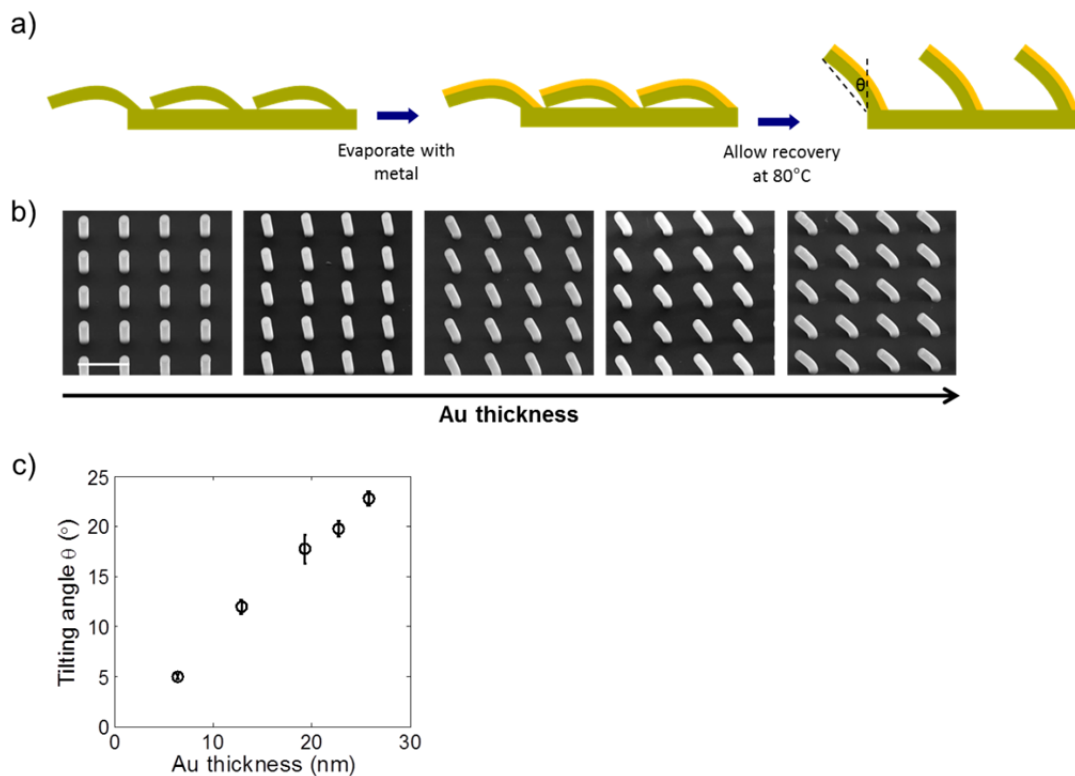 a)
θ
Evaporate with
metal
Allow recovery
at 80°C
b)
Au thickness
c)
Tilting angle θ (°)
25
20
15
10
5
0
0 10 20 30
Au thickness (nm)